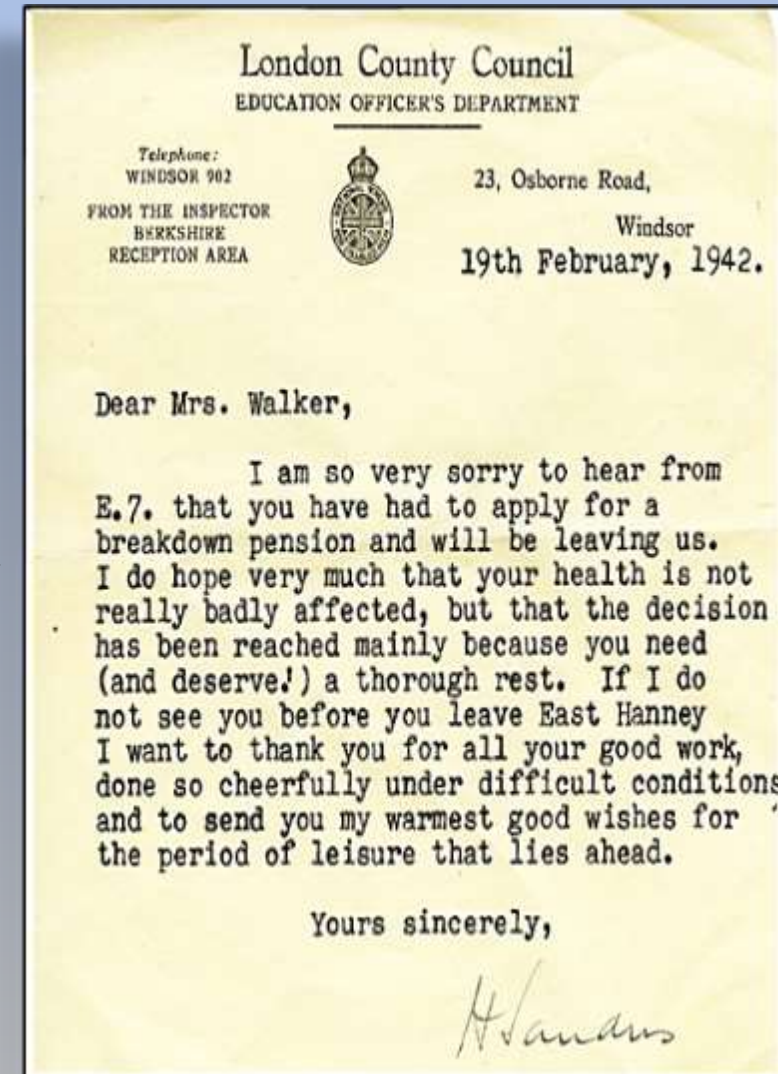 London County Council
EDUCATION OFFICER'S DEPARTMENT
Telephone:
WINDSOR 902
FROM THE INSPECTOR
BERKSHIRE
RECEPTION AREA
23, Osborne Road,
Windsor
19th February, 1942.
Dear Mrs. Walker,
I am so very sorry to hear from
E.7. that you have had to apply for a
breakdown pension and will be leaving us.
I do hope very much that your health is not
really badly affected, but that the decision
has been reached mainly because you need
(and deserve!) a thorough rest. If I do
not see you before you leave East Hanney
I want to thank you for all your good work,
done so cheerfully under difficult conditions
and to send you my warmest good wishes for
the period of leisure that lies ahead.
Yours sincerely,